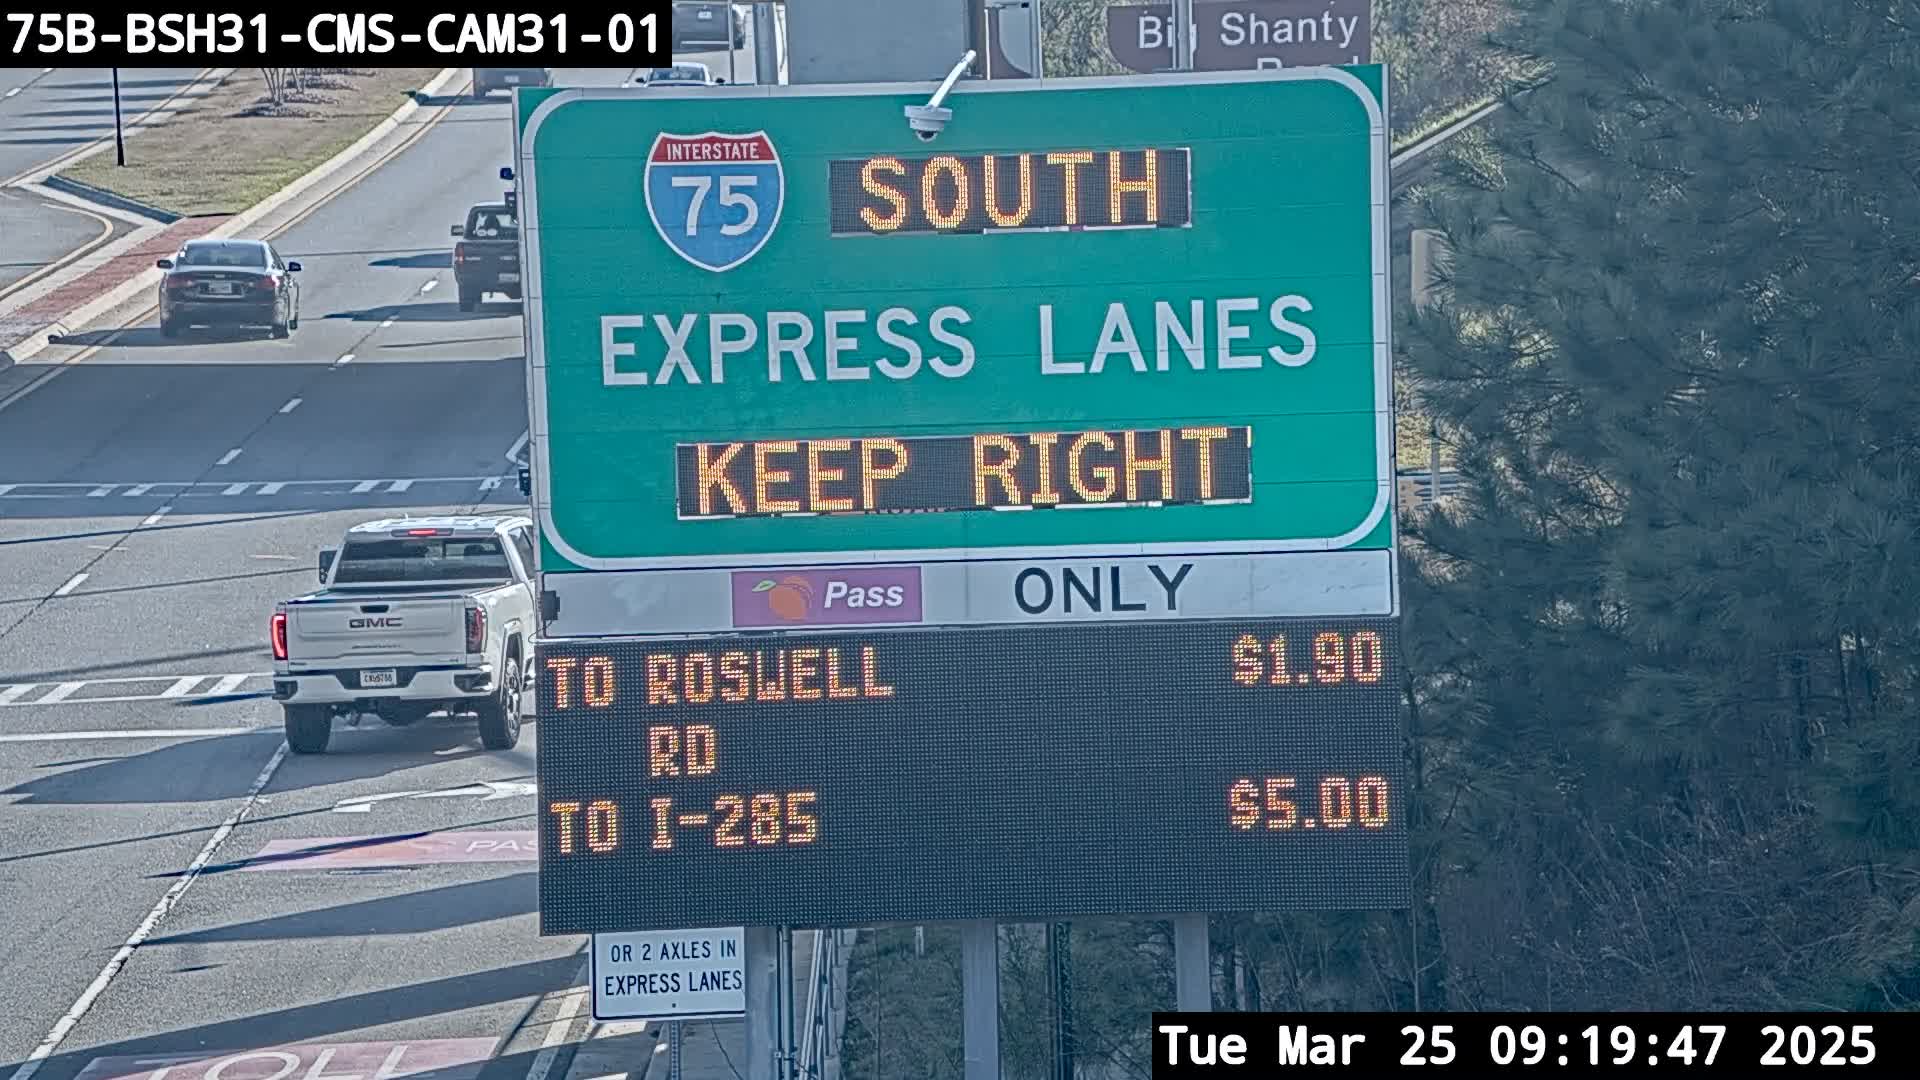 75B-BSH31-CMS-CAM31-01
Big Shanty
INTERSTATE
75
SOUTH
EXPRESS LANES
KEEP RIGHT
Pass ONLY
TO ROSWELL $1.90
RD
TO I-285 $5.00
GMC
OR 2 AXLES IN
EXPRESS LANES
TOLL
Tue Mar 25 09:19:47 2025